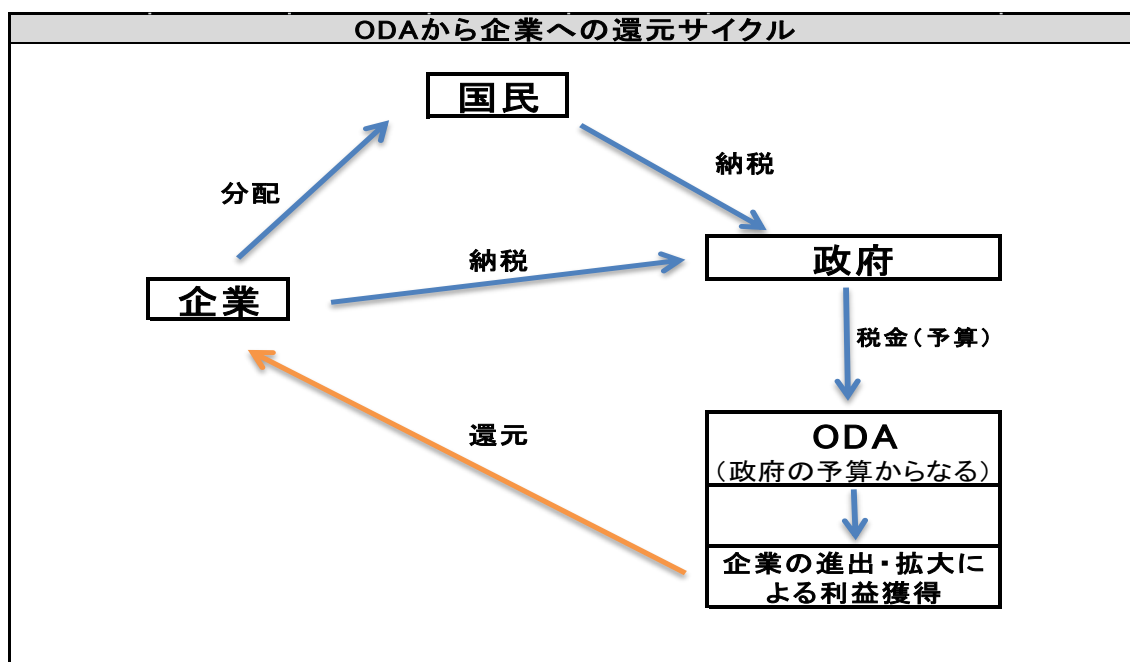 ODAから企業への還元サイクル
国民
分配
納税
納税
政府
企業
税金(予算)
還元
ODA
(政府の予算からなる)
企業の進出・拡大に
よる利益獲得